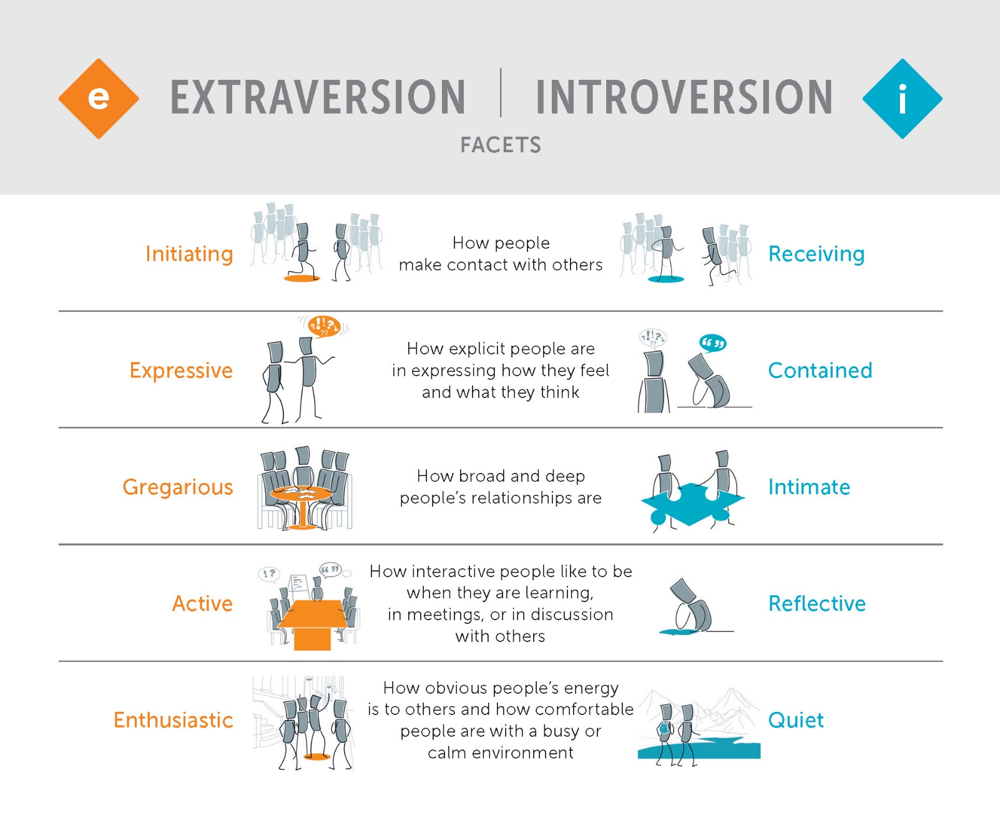 e
EXTRAVERSION | INTROVERSION
i
FACETS
Initiating
How people
make contact with others
Receiving
?!!??
??
Expressive
How explicit people are
in expressing how they feel
and what they think
?!!??
??
“ ”
Contained
Gregarious
How broad and deep
people’s relationships are
Intimate
! ?
“ ”
Active
How interactive people like to be
when they are learning,
in meetings, or in discussion
with others
Reflective
Enthusiastic
How obvious people’s energy
is to others and how comfortable
people are with a busy or
calm environment
Quiet